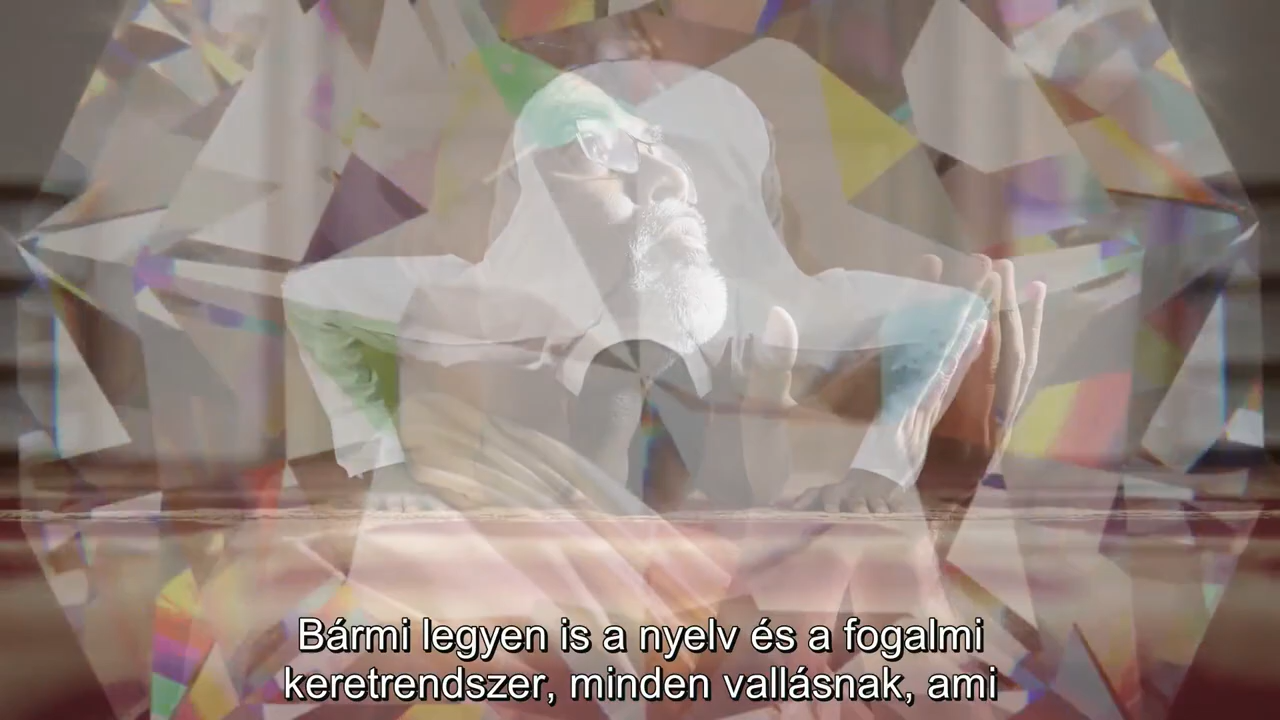 Bármi legyen is a nyelv és a fogalmi
keretrendszer, minden vallásnak, ami